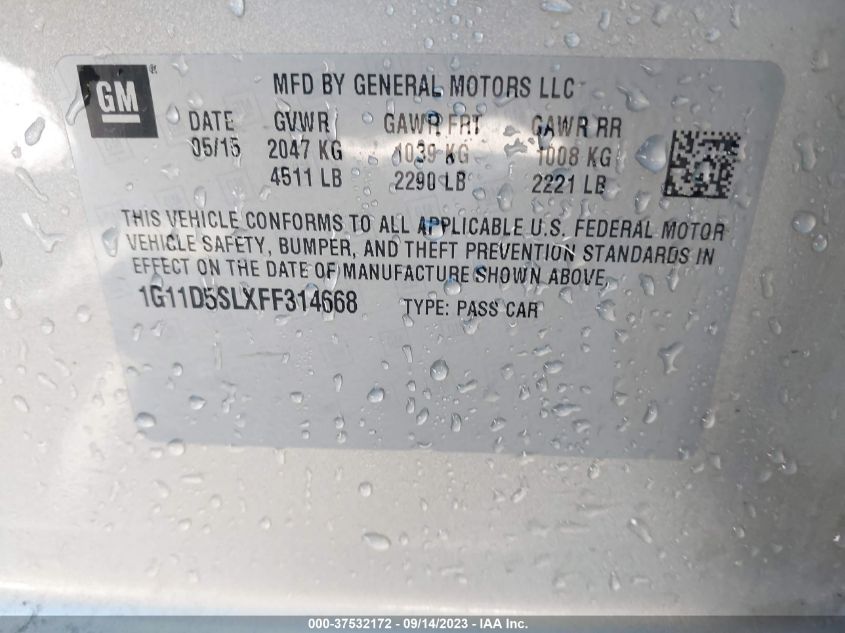 GM
MFD BY GENERAL MOTORS LLC
DATE GVWR GAWR FRT GAWR RR
05/15 2047 KG 1039 KG 1008 KG
4511 LB 2290 LB 2221 LB
THIS VEHICLE CONFORMS TO ALL APPLICABLE U.S. FEDERAL MOTOR
VEHICLE SAFETY, BUMPER, AND THEFT PREVENTION STANDARDS IN
EFFECT ON THE DATE OF MANUFACTURE SHOWN ABOVE.
1G11D5SLXFF314668 TYPE: PASS CAR
000-37532172 - 09/14/2023 - IAA Inc.